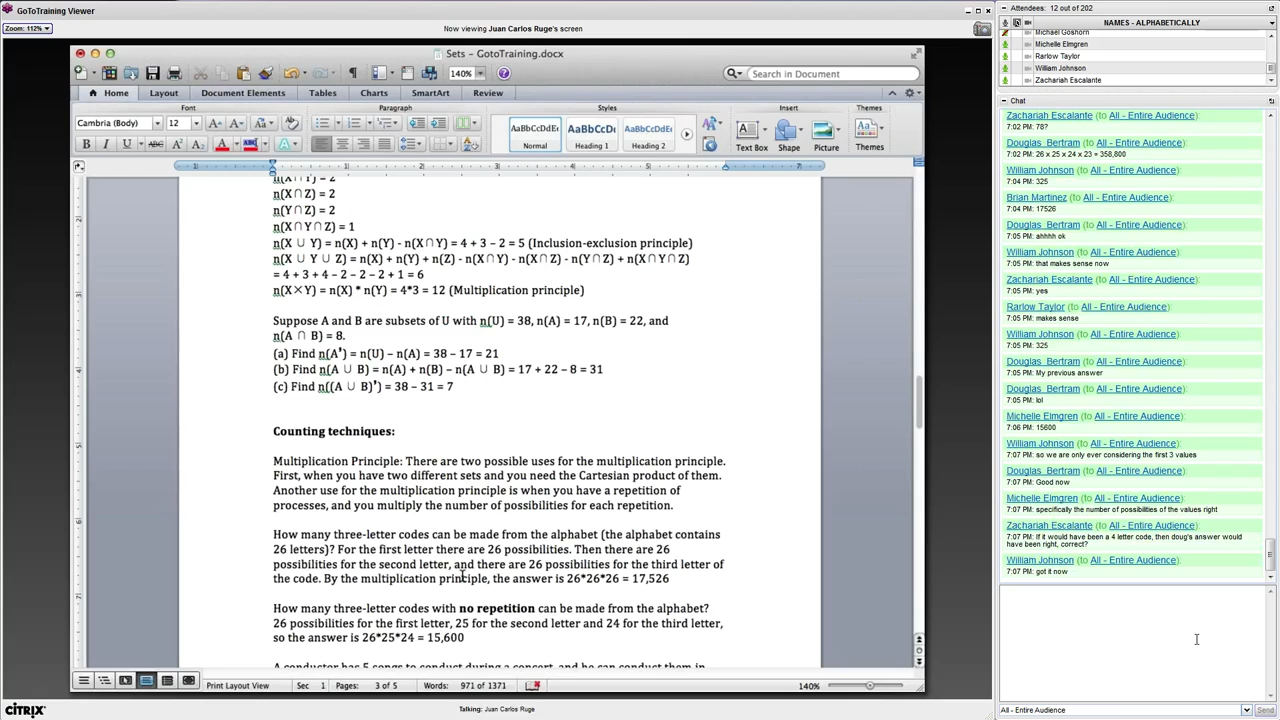 GoToTraining Viewer
Zoom: 112%
Now viewing Juan Carlos Ruge's screen
Sets – GotoTraining.docx
140%
Search in Document
Home
Layout
Document Elements
Tables
Charts
SmartArt
Review
Font
Paragraph
Styles
Insert
Themes
Cambria (Body)
12
AaBbCcDdEe
Normal
AaBbCcDc
Heading 1
AaBbCcDdEe
Heading 2
Text Box
Shape
Picture
Themes
n(X∩Y) = 2
n(X∩Z) = 2
n(Y∩Z) = 2
n(X∩Y∩Z) = 1
n(X ∪ Y) = n(X) + n(Y) - n(X∩Y) = 4 + 3 – 2 = 5 (Inclusion-exclusion principle)
n(X ∪ Y ∪ Z) = n(X) + n(Y) + n(Z) - n(X∩Y) - n(X∩Z) - n(Y∩Z) + n(X∩Y∩Z)
= 4 + 3 + 4 – 2 – 2 – 2 + 1 = 6
n(X×Y) = n(X) * n(Y) = 4*3 = 12 (Multiplication principle)
Suppose A and B are subsets of U with n(U) = 38, n(A) = 17, n(B) = 22, and
n(A ∩ B) = 8.
(a) Find n(A') = n(U) – n(A) = 38 – 17 = 21
(b) Find n(A ∪ B) = n(A) + n(B) – n(A ∪ B) = 17 + 22 – 8 = 31
(c) Find n((A ∪ B)') = 38 – 31 = 7
Counting techniques:
Multiplication Principle: There are two possible uses for the multiplication principle.
First, when you have two different sets and you need the Cartesian product of them.
Another use for the multiplication principle is when you have a repetition of
processes, and you multiply the number of possibilities for each repetition.
How many three-letter codes can be made from the alphabet (the alphabet contains
26 letters)? For the first letter there are 26 possibilities. Then there are 26
possibilities for the second letter, and there are 26 possibilities for the third letter of
the code. By the multiplication principle, the answer is 26*26*26 = 17,526
How many three-letter codes with no repetition can be made from the alphabet?
26 possibilities for the first letter, 25 for the second letter and 24 for the third letter,
so the answer is 26*25*24 = 15,600
A conductor has 5 songs to conduct during a concert, and he can conduct them in
Print Layout View
Sec 1
Pages: 3 of 5
Words: 971 of 1371
140%
CITRIX
Talking: Juan Carlos Ruge
Attendees: 12 out of 202
NAMES - ALPHABETICALLY
Michael Goshorn
Michelle Elmgren
Rarlow Taylor
William Johnson
Zachariah Escalante
Chat
Zachariah Escalante (to All - Entire Audience):
7:02 PM: 78?
Douglas Bertram (to All - Entire Audience):
7:02 PM: 26 x 25 x 24 x 23 = 358,800
William Johnson (to All - Entire Audience):
7:04 PM: 325
Brian Martinez (to All - Entire Audience):
7:04 PM: 17526
Douglas Bertram (to All - Entire Audience):
7:05 PM: ahhhh ok
William Johnson (to All - Entire Audience):
7:05 PM: that makes sense now
Zachariah Escalante (to All - Entire Audience):
7:05 PM: yes
Rarlow Taylor (to All - Entire Audience):
7:05 PM: makes sense
William Johnson (to All - Entire Audience):
7:05 PM: 325
Douglas Bertram (to All - Entire Audience):
7:05 PM: My previous answer
Douglas Bertram (to All - Entire Audience):
7:05 PM: lol
Michelle Elmgren (to All - Entire Audience):
7:06 PM: 15600
William Johnson (to All - Entire Audience):
7:07 PM: so we are only ever considering the first 3 values
Douglas Bertram (to All - Entire Audience):
7:07 PM: Good now
Michelle Elmgren (to All - Entire Audience):
7:07 PM: specifically the number of possibilities of the values right
Zachariah Escalante (to All - Entire Audience):
7:07 PM: If it would have been a 4 letter code, then doug's answer would
have been right, correct?
William Johnson (to All - Entire Audience):
7:07 PM: got it now
All - Entire Audience
Send